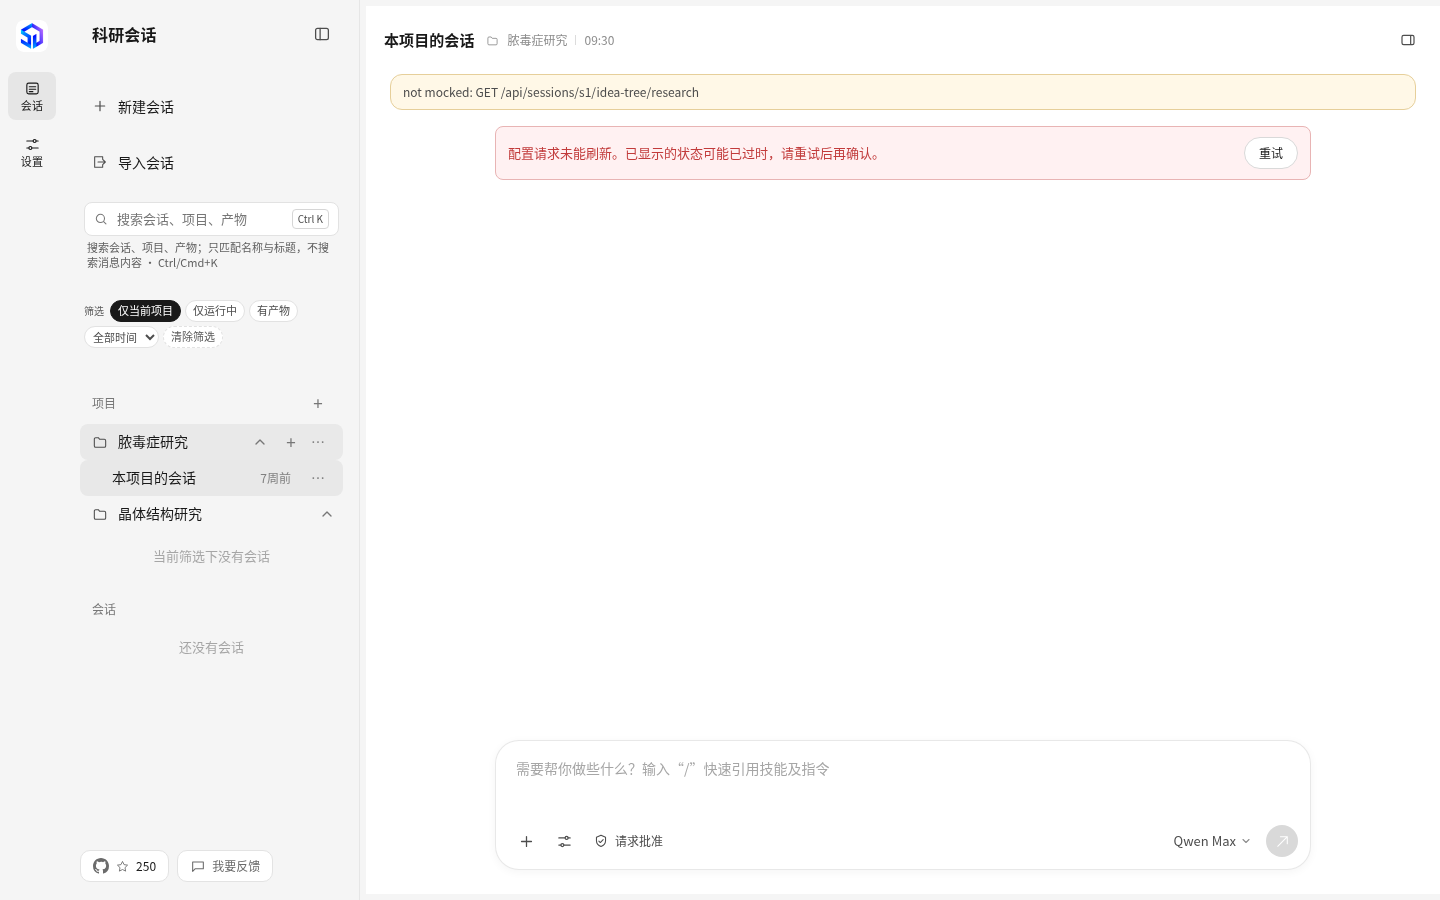 会话
设置
科研会话
新建会话
导入会话
搜索会话、项目、产物
Ctrl K
搜索会话、项目、产物；只匹配名称与标题，不搜
索消息内容 · Ctrl/Cmd+K
筛选 仅当前项目 仅运行中 有产物
全部时间 清除筛选
项目
脓毒症研究
本项目的会话 7周前
晶体结构研究
当前筛选下没有会话
会话
还没有会话
250
我要反馈
本项目的会话 脓毒症研究 09:30
not mocked: GET /api/sessions/s1/idea-tree/research
配置请求未能刷新。已显示的状态可能已过时，请重试后再确认。
重试
需要帮你做些什么？输入“/”快速引用技能及指令
请求批准
Qwen Max